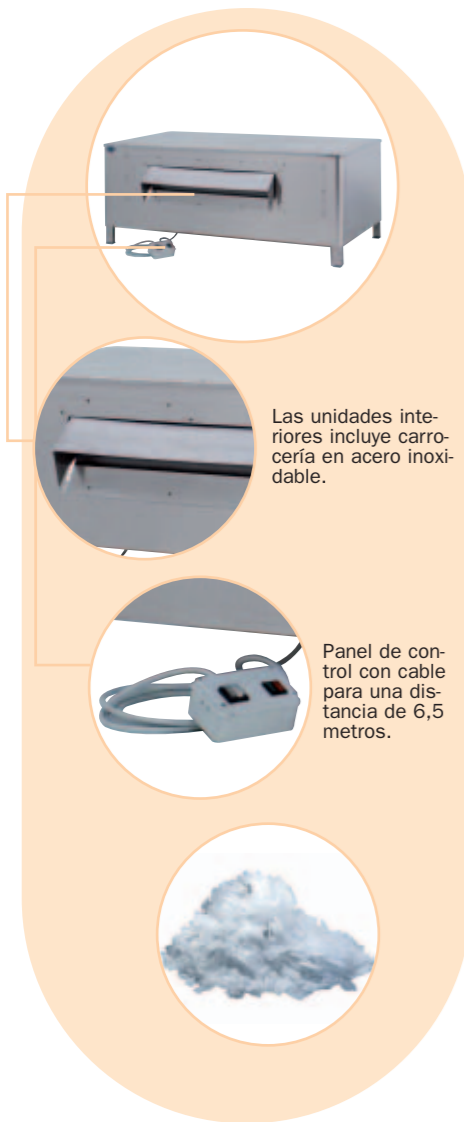 Las unidades inte-
riores incluye carro-
cería en acero inoxi-
dable.
Panel de con-
trol con cable
para una dis-
tancia de 6,5
metros.